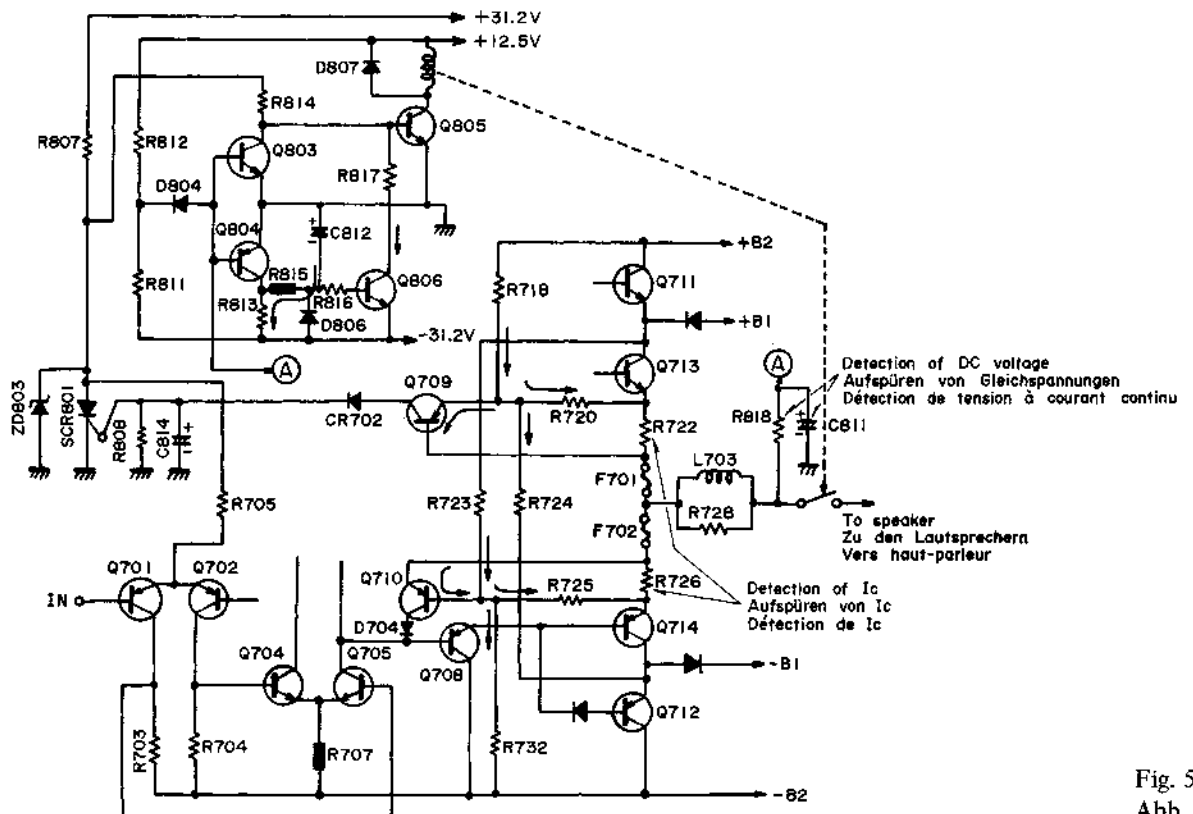 +31.2V
+12.5V
D807
R814
Q805
R807
R812
Q803
R817
D804
Q804
C812
+
-
R811
R815
Q806
R816
R813
D806
-31.2V
+B2
R718
Q711
+B1
A
Q713
A
Detection of DC voltage
Aufspüren von Gleichspannungen
Détection de tension à courant continu
R818
C811
+
-
ZD803
SCR801
R808
C814
+
-
CR702
Q709
R720
R722
F701
L703
R728
R705
R723
R724
F702
To speaker
Zu den Lautsprechern
Vers haut-parleur
Q701
Q702
IN
Q710
R725
R726
Detection of Ic
Aufspüren von Ic
Détection de Ic
D704
Q714
Q704
Q705
Q708
-B1
Q712
R703
R704
R707
R732
-B2
Fig. 5
Abb.